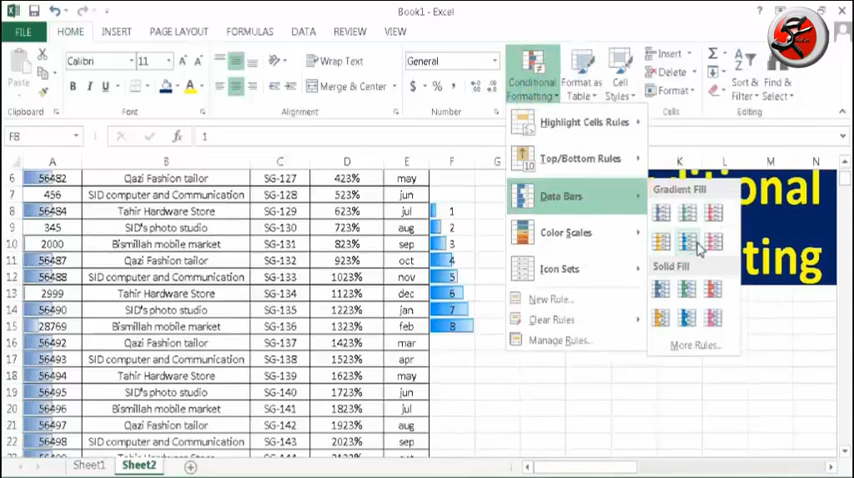 Book1 - Excel
FILE HOME INSERT PAGE LAYOUT FORMULAS DATA REVIEW VIEW
Calibri 11 A A Wrap Text General Conditional Formatting Format as Table Cell Styles Insert Delete Format Σ Sort & Filter Find & Select
Paste B I U A Merge & Center $ % ,
Clipboard Font Alignment Number Cells Editing
F8 fx 1
A B C D E F G K L M N
6 56482 Qazi Fashion tailor SG-127 423% may
7 456 SID computer and Communication SG-128 523% jun
8 56484 Tahir Hardware Store SG-129 623% jul 1
9 345 SID's photo studio SG-130 723% aug 2
10 2000 Bismillah mobile market SG-131 823% sep 3
11 56487 Qazi Fashion tailor SG-132 923% oct 4
12 56488 SID computer and Communication SG-133 1023% nov 5
13 2999 Tahir Hardware Store SG-134 1123% dec 6
14 56490 SID's photo studio SG-135 1223% jan 7
15 28769 Bismillah mobile market SG-136 1323% feb 8
16 56492 Qazi Fashion tailor SG-137 1423% mar
17 56493 SID computer and Communication SG-138 1523% apr
18 56494 Tahir Hardware Store SG-139 1623% may
19 56495 SID's photo studio SG-140 1723% jun
20 56496 Bismillah mobile market SG-141 1823% jul
21 56497 Qazi Fashion tailor SG-142 1923% aug
22 56498 SID computer and Communication SG-143 2023% sep
Highlight Cells Rules
Top/Bottom Rules
Data Bars
Color Scales
Icon Sets
New Rule...
Clear Rules
Manage Rules...
Gradient Fill
Solid Fill
More Rules...
ditional
ting
Sheet1 Sheet2